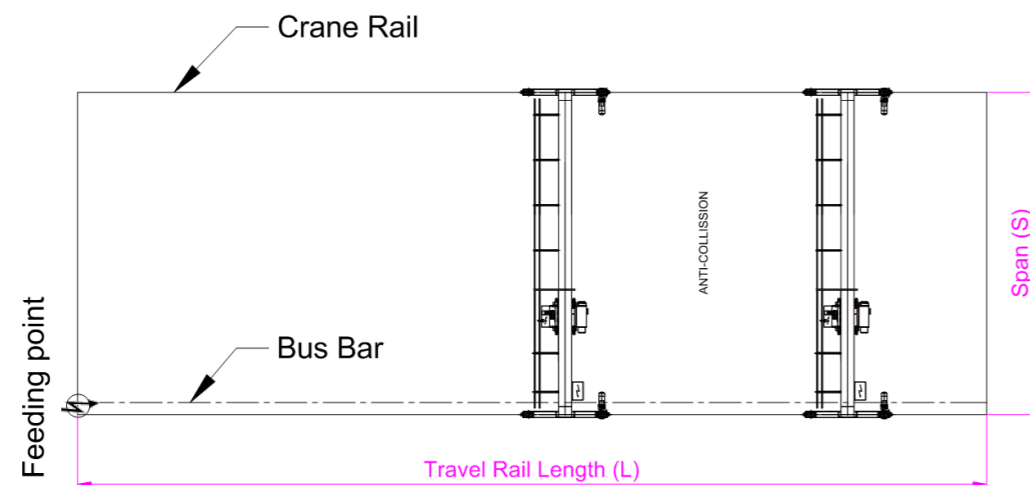 Crane Rail
ANTI-COLLISSION
Span (S)
Bus Bar
Feeding point
Travel Rail Length (L)